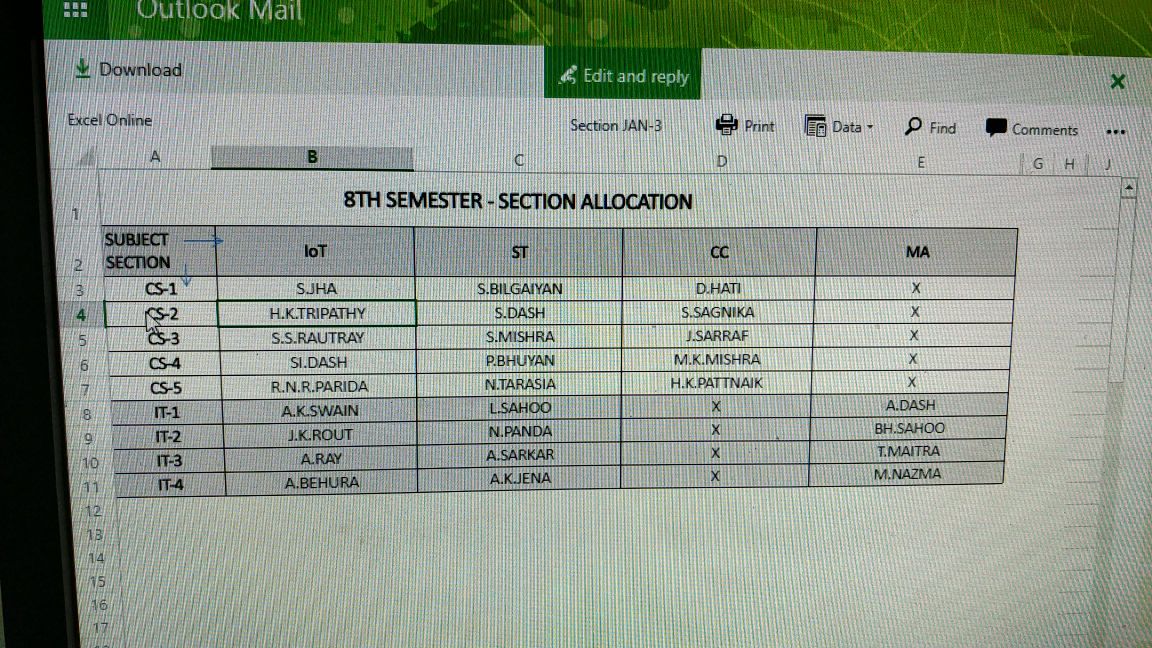 Outlook Mail
Download
Edit and reply
Excel Online
Section JAN-3
Print
Data
Find
Comments
A B C D E G H J
1 8TH SEMESTER - SECTION ALLOCATION
2 SUBJECT SECTION IoT ST CC MA
3 CS-1 S.JHA S.BILGAIYAN D.HATI X
4 CS-2 H.K.TRIPATHY S.DASH S.SAGNIKA X
5 CS-3 S.S.RAUTRAY S.MISHRA J.SARRAF X
6 CS-4 SI.DASH P.BHUYAN M.K.MISHRA X
7 CS-5 R.N.R.PARIDA N.TARASIA H.K.PATTNAIK X
8 IT-1 A.K.SWAIN L.SAHOO X A.DASH
9 IT-2 J.K.ROUT N.PANDA X BH.SAHOO
10 IT-3 A.RAY A.SARKAR X T.MAITRA
11 IT-4 A.BEHURA A.K.JENA X M.NAZMA
12
13
14
15
16
17